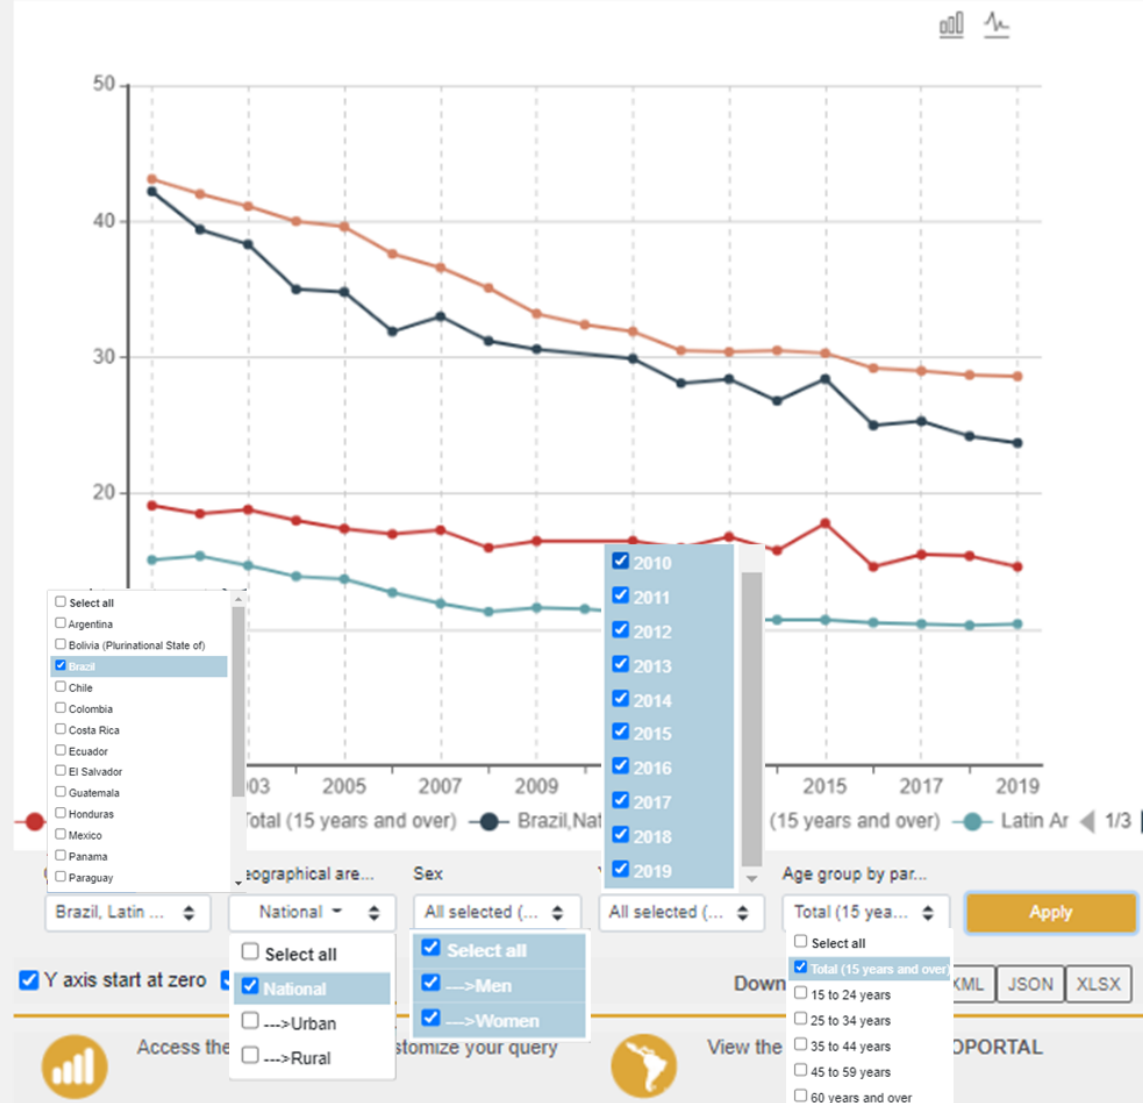 50
40
30
20
2010
2011
2012
2013
2014
2015
2016
2017
2018
2019
Select all
Argentina
Bolivia (Plurinational State of)
Brazil
Chile
Colombia
Costa Rica
Ecuador
El Salvador
Guatemala
Honduras
Mexico
Panama
Paraguay
03 2005 2007 2009 2015 2017 2019
Total (15 years and over) Brazil,Nat (15 years and over) Latin Ar 1/3
eographical are... Sex Age group by par...
Brazil, Latin ... National All selected (... All selected (... Total (15 yea... Apply
Select all
National
--->Urban
--->Rural
Select all
--->Men
--->Women
Select all
Total (15 years and over)
15 to 24 years
25 to 34 years
35 to 44 years
45 to 59 years
60 years and over
Y axis start at zero Down XML JSON XLSX
Access the stomize your query View the OPORTAL